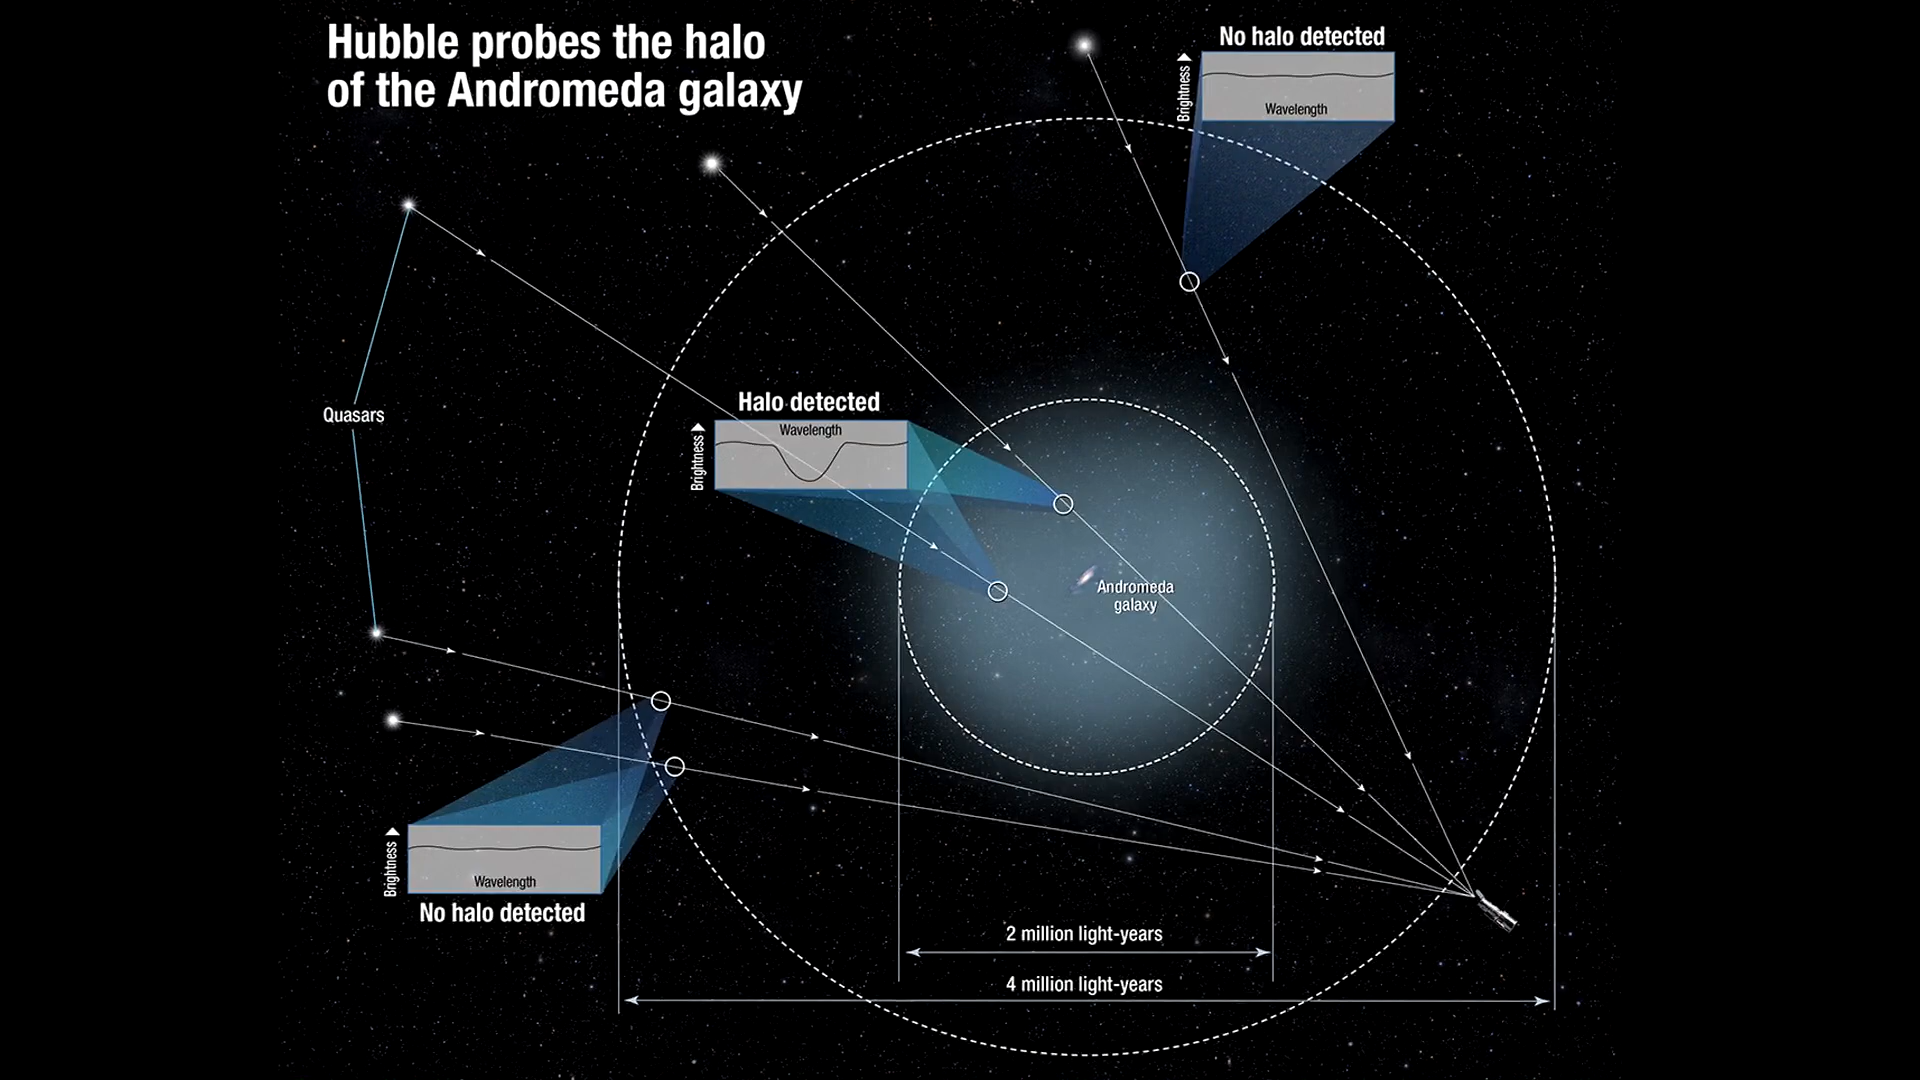 Hubble probes the halo
of the Andromeda galaxy
No halo detected
Brightness
Wavelength
Quasars
Halo detected
Wavelength
Brightness
Andromeda
galaxy
Brightness
Wavelength
No halo detected
2 million light-years
4 million light-years